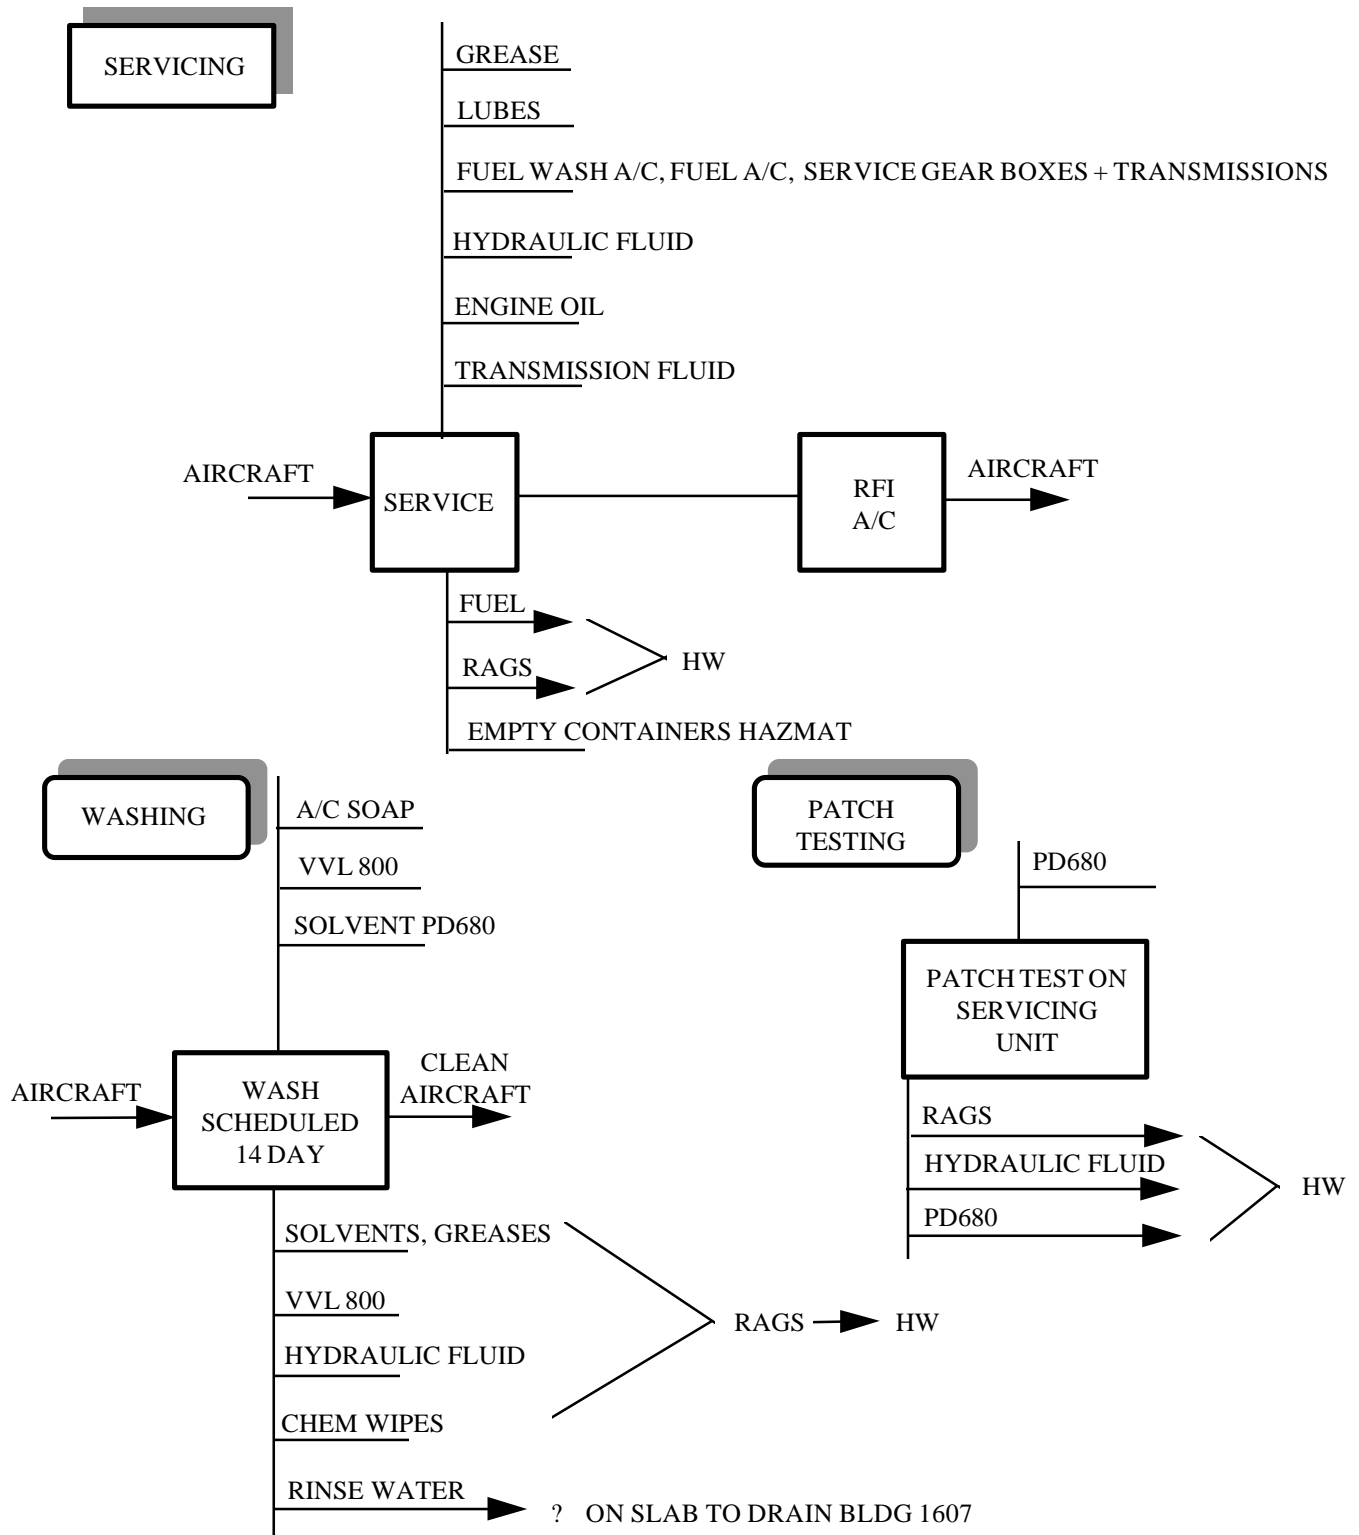 SERVICING
GREASE
LUBES
FUEL WASH A/C, FUEL A/C, SERVICE GEAR BOXES + TRANSMISSIONS
HYDRAULIC FLUID
ENGINE OIL
TRANSMISSION FLUID
AIRCRAFT
SERVICE
RFI
A/C
AIRCRAFT
FUEL
RAGS
HW
EMPTY CONTAINERS HAZMAT
WASHING
A/C SOAP
VVL 800
SOLVENT PD680
AIRCRAFT
WASH
SCHEDULED
14 DAY
CLEAN
AIRCRAFT
SOLVENTS, GREASES
VVL 800
HYDRAULIC FLUID
CHEM WIPES
RAGS
HW
RINSE WATER
? ON SLAB TO DRAIN BLDG 1607
PATCH
TESTING
PD680
PATCH TEST ON
SERVICING
UNIT
RAGS
HYDRAULIC FLUID
PD680
HW